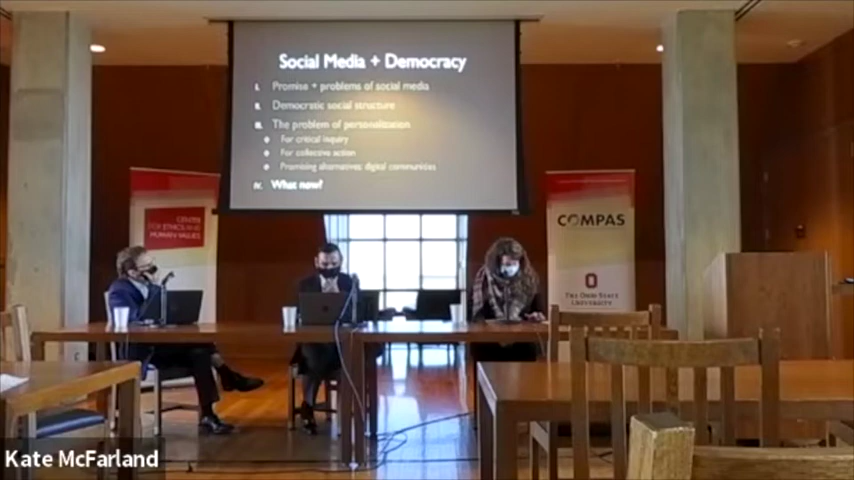 Social Media + Democracy
I. Promise + problems of social media
II. Democratic social structure
III. The problem of personalization
For critical inquiry
For collective action
Promising alternatives: digital communities
IV. What now?
CENTER
FOR ETHICS AND
HUMAN VALUES
COMPAS
THE OHIO STATE
UNIVERSITY
Kate McFarland